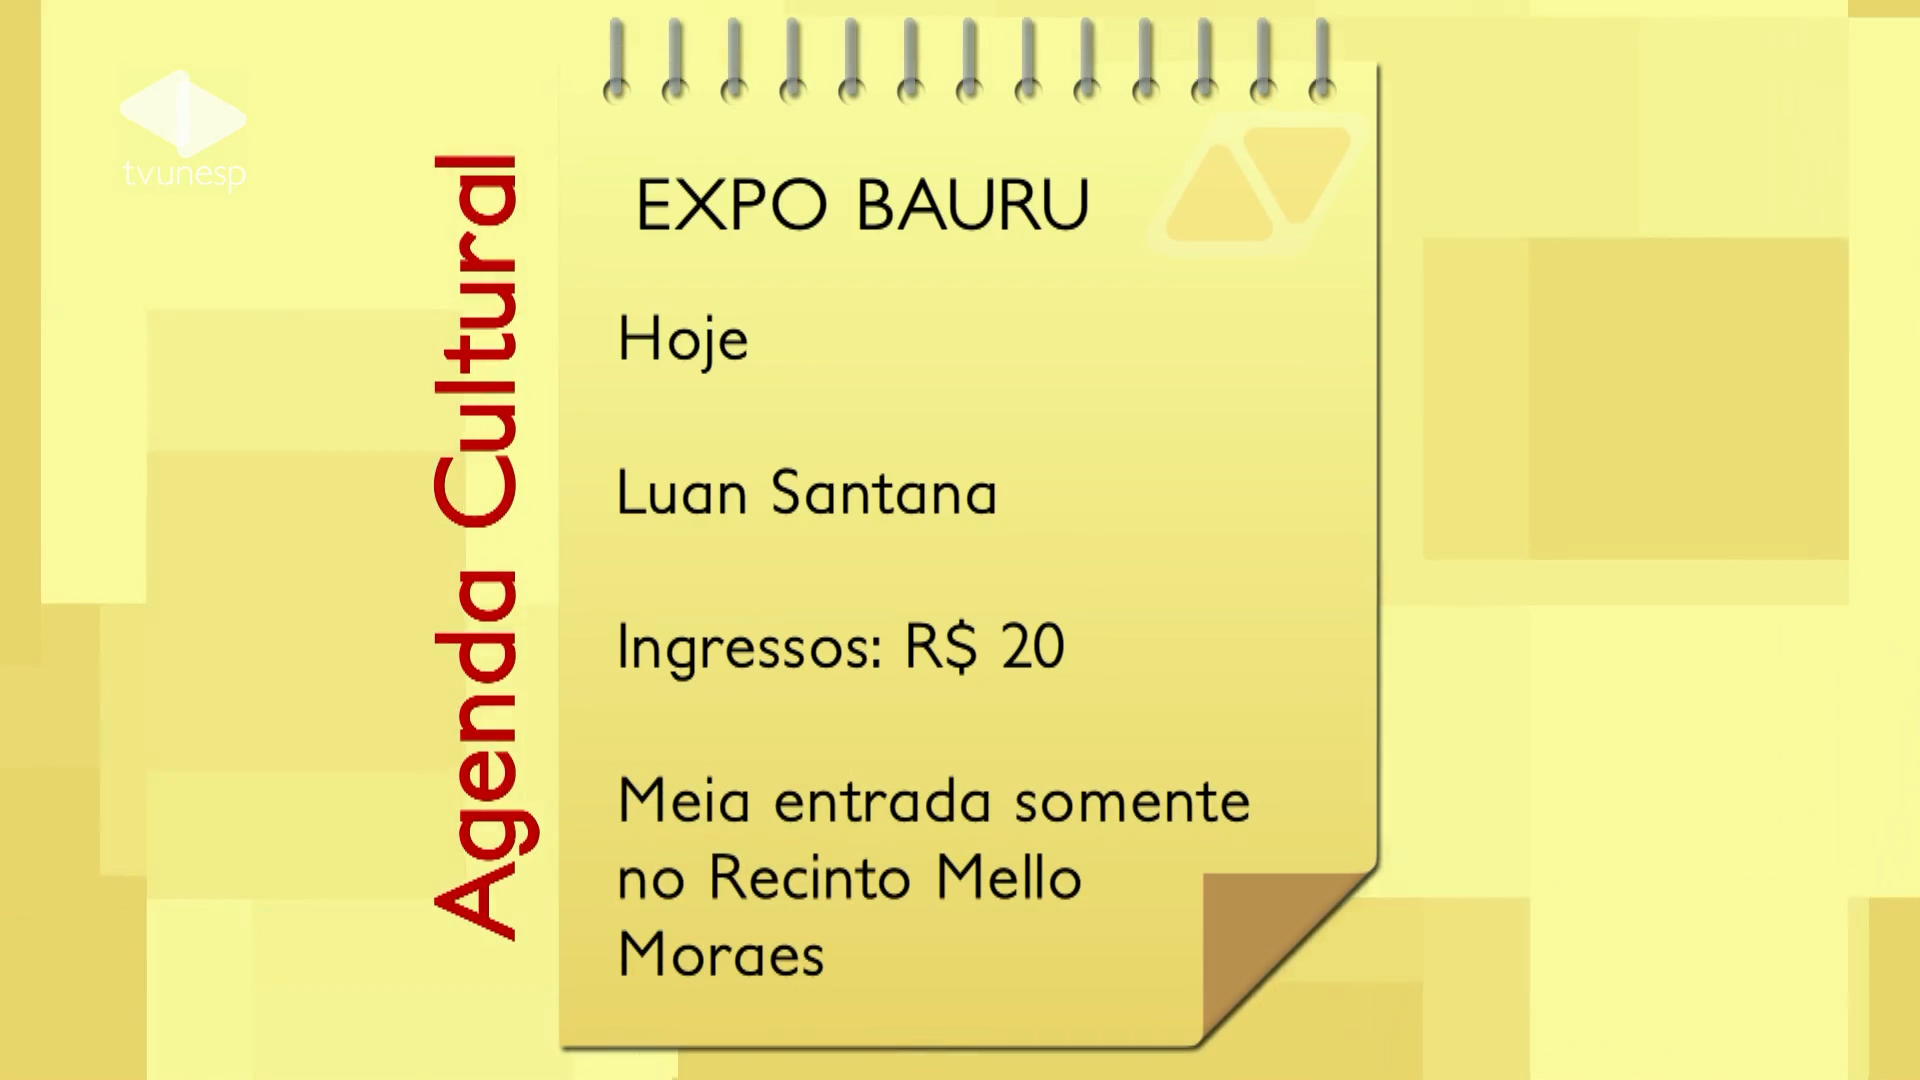 tvunesp
Agenda Cultural
EXPO BAURU
Hoje
Luan Santana
Ingressos: R$ 20
Meia entrada somente
no Recinto Mello
Moraes